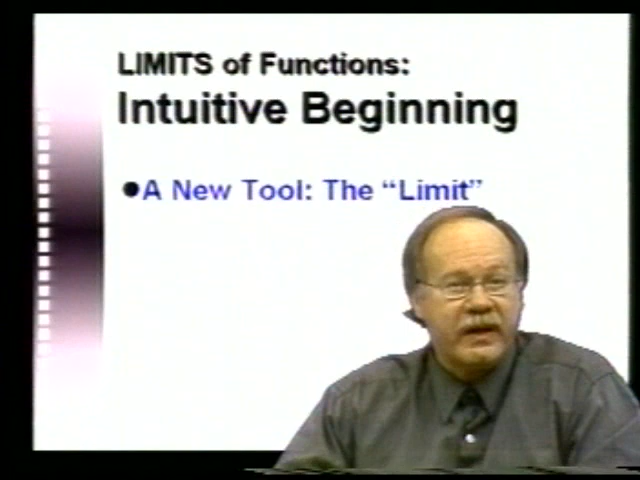 LIMITS of Functions:
Intuitive Beginning
●A New Tool: The “Limit”